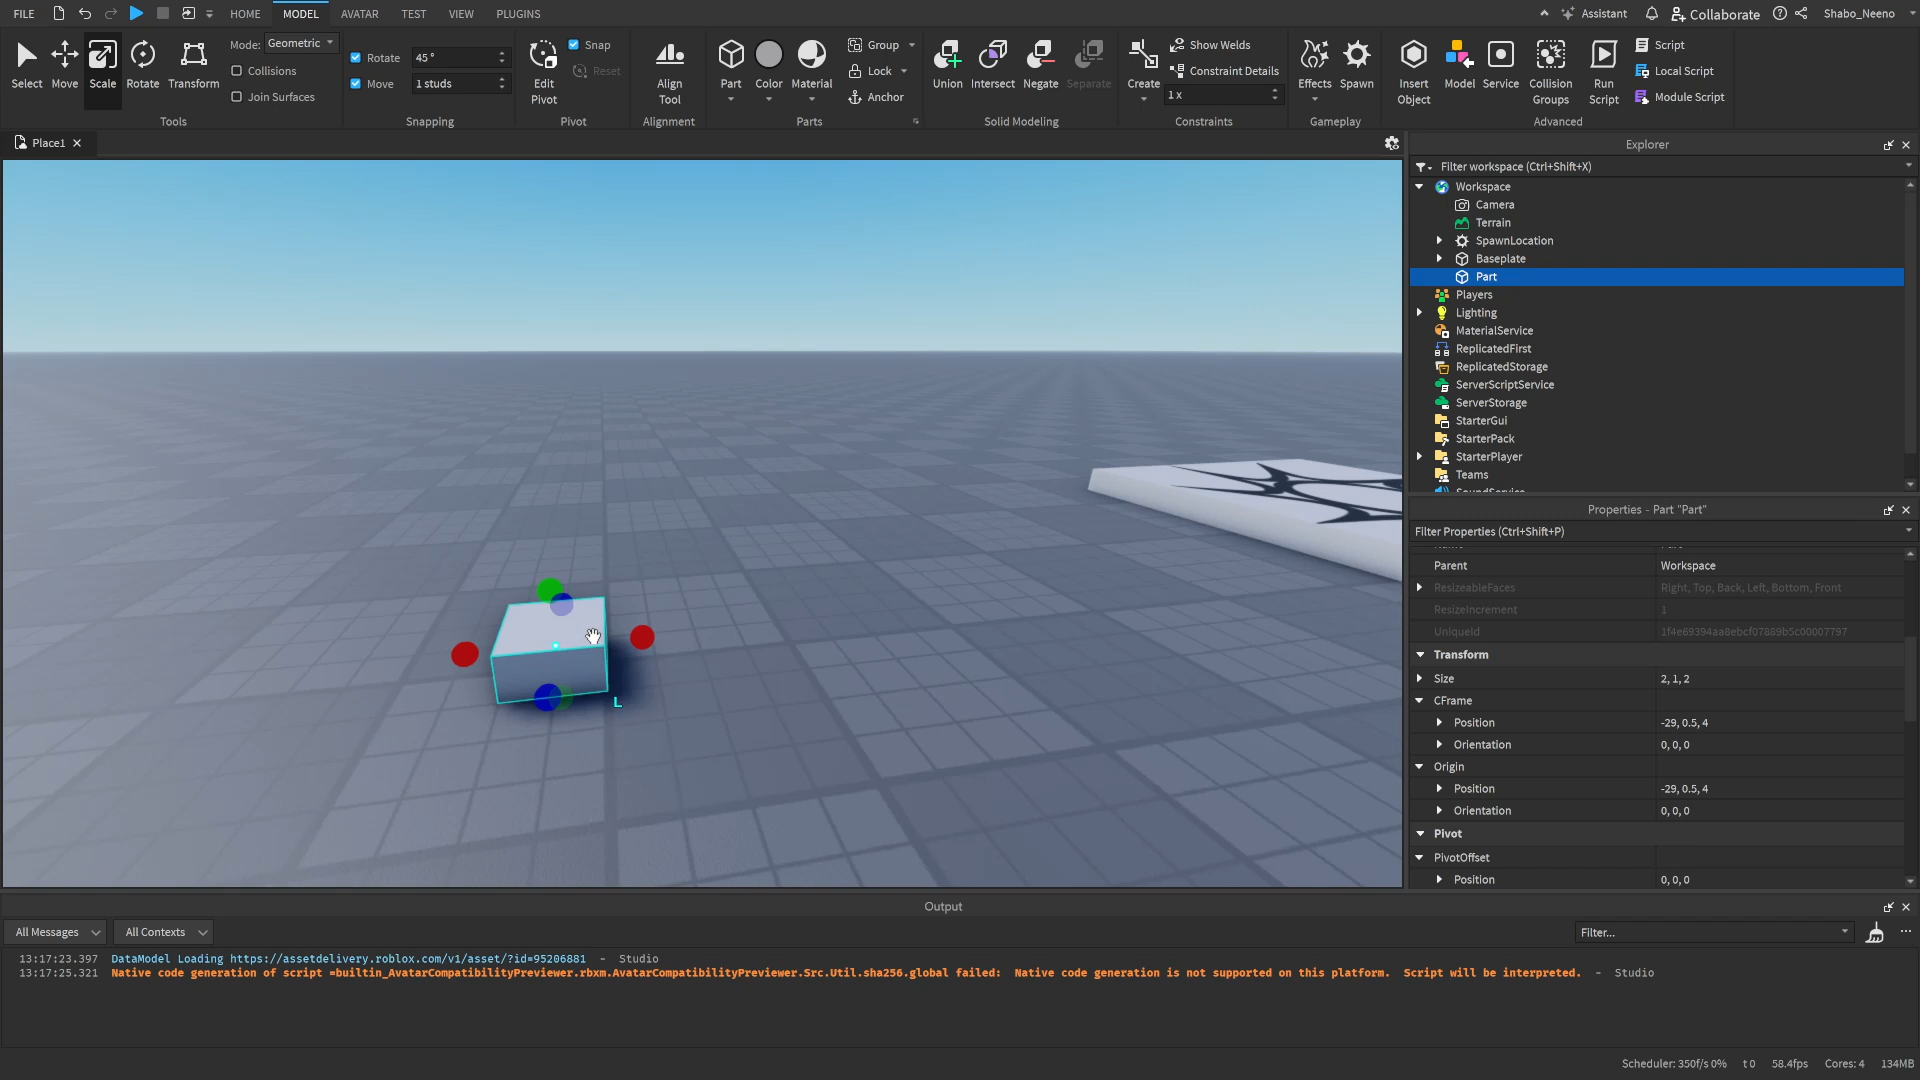 FILE HOME MODEL AVATAR TEST VIEW PLUGINS Assistant Collaborate Shabo_Neeno
Select Move Scale Rotate Transform
Mode: Geometric
Collisions
Join Surfaces
Tools
Rotate 45 °
Move 1 studs
Snapping
Edit Pivot
Snap
Reset
Pivot
Align Tool
Alignment
Part Color Material
Group
Lock
Anchor
Parts
Union Intersect Negate Separate
Solid Modeling
Create
Show Welds
Constraint Details
1 x
Constraints
Effects Spawn
Gameplay
Insert Object Model Service Collision Groups Run Script
Script
Local Script
Module Script
Advanced
Place1
L
Explorer
Filter workspace (Ctrl+Shift+X)
Workspace
Camera
Terrain
SpawnLocation
Baseplate
Part
Players
Lighting
MaterialService
ReplicatedFirst
ReplicatedStorage
ServerScriptService
ServerStorage
StarterGui
StarterPack
StarterPlayer
Teams
SoundService
Properties - Part "Part"
Filter Properties (Ctrl+Shift+P)
Parent Workspace
ResizeableFaces Right, Top, Back, Left, Bottom, Front
ResizeIncrement 1
UniqueId 1f4e69394aa8ebcf07889b5c00007797
Transform
Size 2, 1, 2
CFrame
Position -29, 0.5, 4
Orientation 0, 0, 0
Origin
Position -29, 0.5, 4
Orientation 0, 0, 0
Pivot
PivotOffset
Position 0, 0, 0
Output
All Messages All Contexts Filter...
13:17:23.397 DataModel Loading https://assetdelivery.roblox.com/v1/asset/?id=95206881 - Studio
13:17:25.321 Native code generation of script =builtin_AvatarCompatibilityPreviewer.rbxm.AvatarCompatibilityPreviewer.Src.Util.sha256.global failed: Native code generation is not supported on this platform. Script will be interpreted. - Studio
Scheduler: 350f/s 0% t 0 58.4fps Cores: 4 134MB